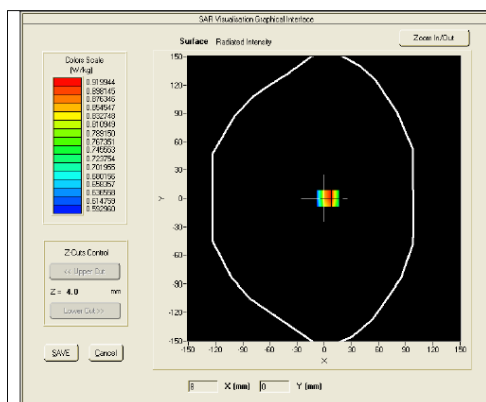 SAR Visualisation Graphical Interface
Surface Radiated Intensity
Zoom In/Out
Colors Scale
(W/kg)
0.919944
0.898145
0.876346
0.854547
0.832748
0.810949
0.789150
0.767351
0.745553
0.723754
0.701955
0.680156
0.658357
0.636558
0.614759
0.592960
150
120
90
60
30
0
-30
-60
-90
-120
-150
Y
-150 -120 -90 -60 -30 0 30 60 90 120 150
X
Z-Cuts Control
<< Upper Cut
Z = 4.0 mm
Lower Cut >>
SAVE Cancel
8 X (mm) 0 Y (mm)